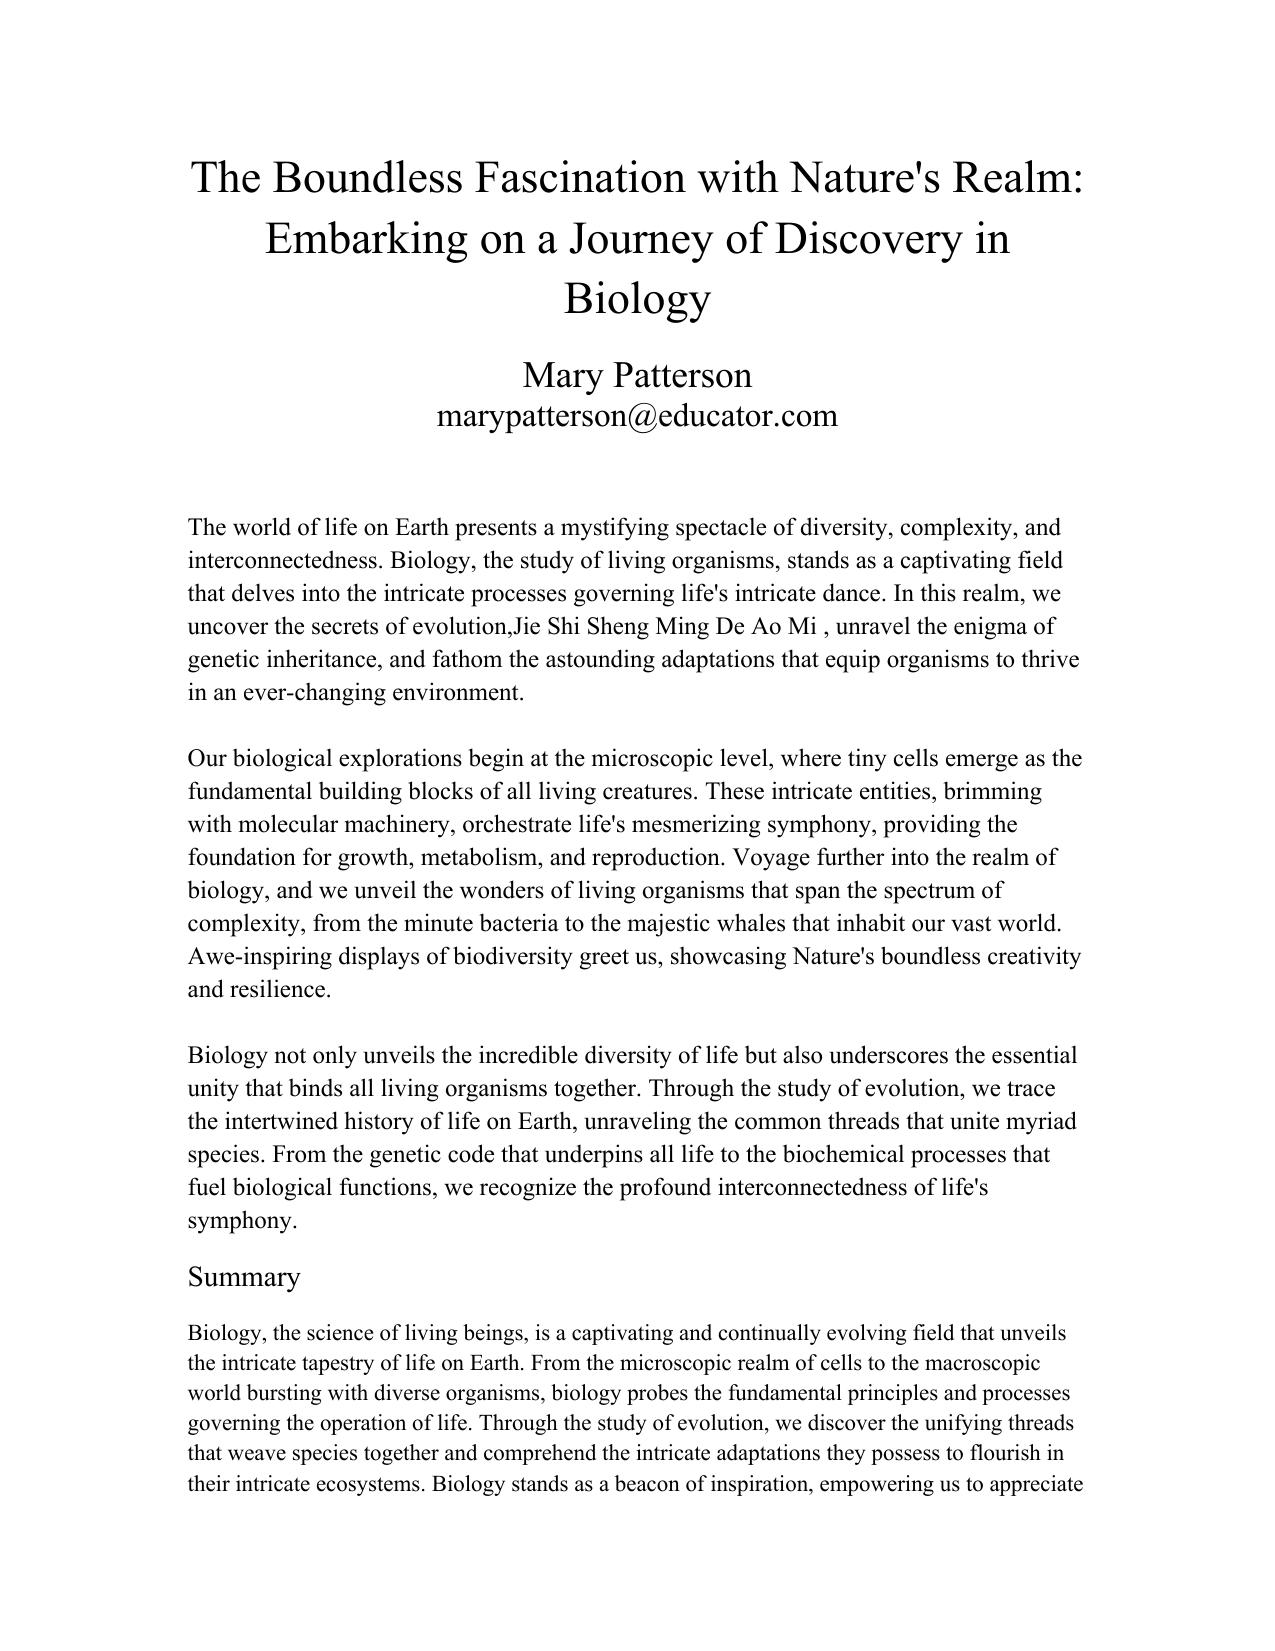 The Boundless Fascination with Nature's Realm:
Embarking on a Journey of Discovery in
Biology
Mary Patterson
marypatterson@educator.com
The world of life on Earth presents a mystifying spectacle of diversity, complexity, and
interconnectedness. Biology, the study of living organisms, stands as a captivating field
that delves into the intricate processes governing life's intricate dance. In this realm, we
uncover the secrets of evolution,Jie Shi Sheng Ming De Ao Mi , unravel the enigma of
genetic inheritance, and fathom the astounding adaptations that equip organisms to thrive
in an ever-changing environment.
Our biological explorations begin at the microscopic level, where tiny cells emerge as the
fundamental building blocks of all living creatures. These intricate entities, brimming
with molecular machinery, orchestrate life's mesmerizing symphony, providing the
foundation for growth, metabolism, and reproduction. Voyage further into the realm of
biology, and we unveil the wonders of living organisms that span the spectrum of
complexity, from the minute bacteria to the majestic whales that inhabit our vast world.
Awe-inspiring displays of biodiversity greet us, showcasing Nature's boundless creativity
and resilience.
Biology not only unveils the incredible diversity of life but also underscores the essential
unity that binds all living organisms together. Through the study of evolution, we trace
the intertwined history of life on Earth, unraveling the common threads that unite myriad
species. From the genetic code that underpins all life to the biochemical processes that
fuel biological functions, we recognize the profound interconnectedness of life's
symphony.
Summary
Biology, the science of living beings, is a captivating and continually evolving field that unveils
the intricate tapestry of life on Earth. From the microscopic realm of cells to the macroscopic
world bursting with diverse organisms, biology probes the fundamental principles and processes
governing the operation of life. Through the study of evolution, we discover the unifying threads
that weave species together and comprehend the intricate adaptations they possess to flourish in
their intricate ecosystems. Biology stands as a beacon of inspiration, empowering us to appreciate